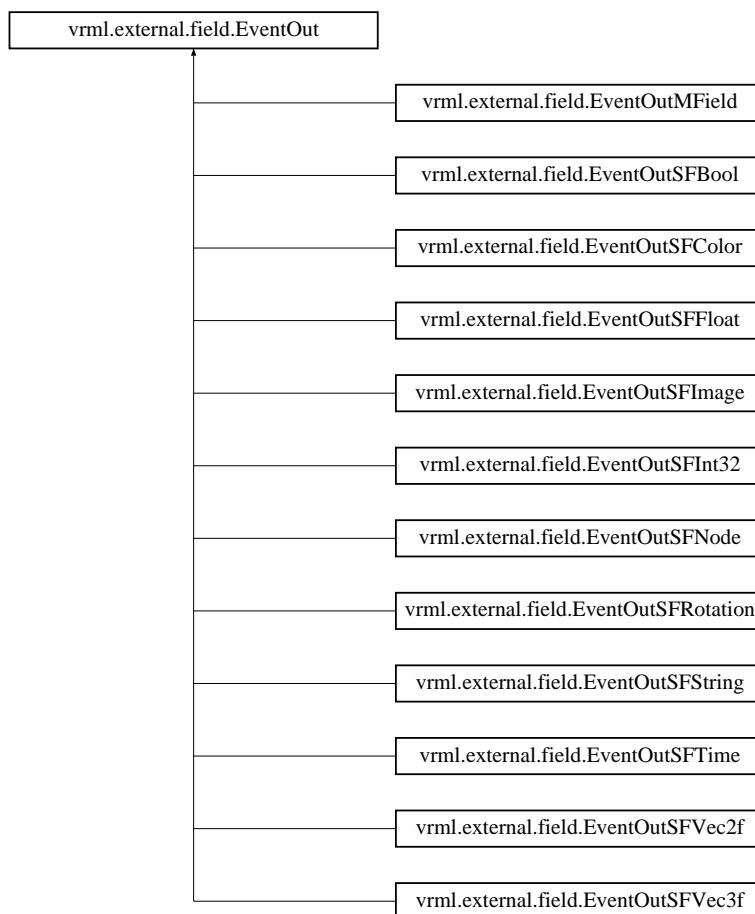 vrml.external.field.EventOut
vrml.external.field.EventOutMField
vrml.external.field.EventOutSFBool
vrml.external.field.EventOutSFColor
vrml.external.field.EventOutSFFloat
vrml.external.field.EventOutSFImage
vrml.external.field.EventOutSFInt32
vrml.external.field.EventOutSFNode
vrml.external.field.EventOutSFRotation
vrml.external.field.EventOutSFString
vrml.external.field.EventOutSFTime
vrml.external.field.EventOutSFVec2f
vrml.external.field.EventOutSFVec3f